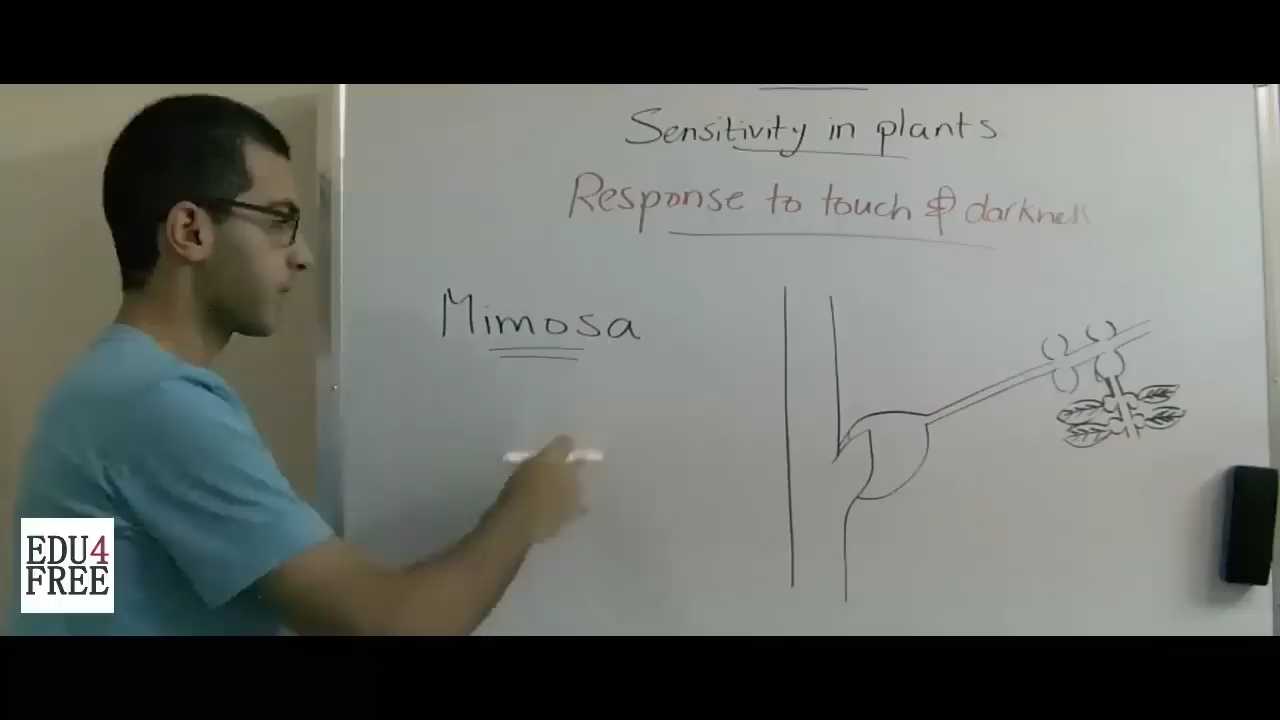 Sensitivity in plants
Response to touch & darkness
Mimosa
EDU4
FREE